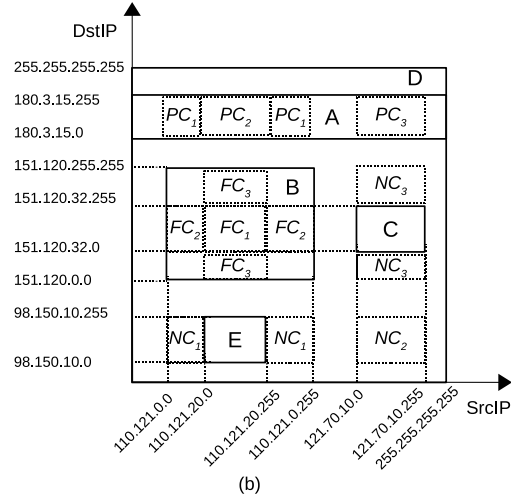 DstIP
255.255.255.255
D
180.3.15.255
PC1 PC2 PC1 A PC3
180.3.15.0
151.120.255.255
FC3 B NC3
151.120.32.255
FC2 FC1 FC2 C
151.120.32.0
FC3 NC3
151.120.0.0
98.150.10.255
NC1 E NC1 NC2
98.150.10.0
SrcIP
110.121.0.0
110.121.20.0
110.121.20.255
110.121.0.255
121.70.10.0
121.70.10.255
255.255.255.255
(b)